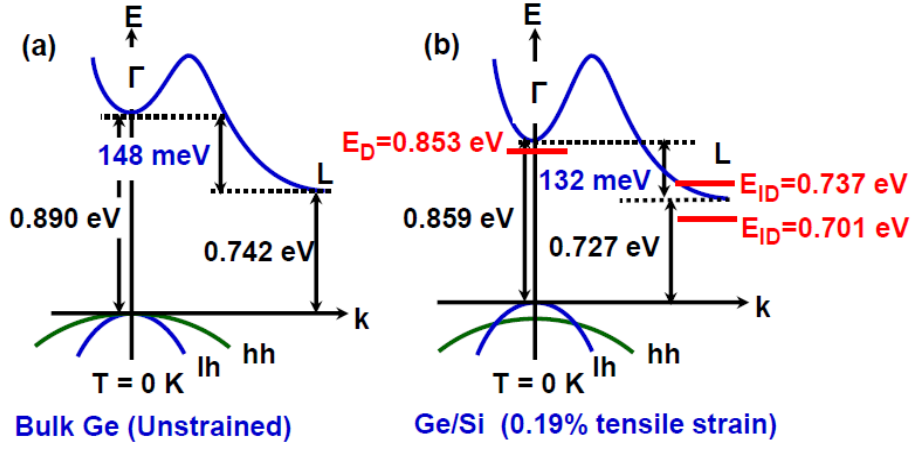 (a)
E
Γ
148 meV
L
0.890 eV
0.742 eV
k
lh
hh
T = 0 K
Bulk Ge (Unstrained)
(b)
E
Γ
E_D=0.853 eV
L
132 meV
E_ID=0.737 eV
E_ID=0.701 eV
0.859 eV
0.727 eV
k
lh
hh
T = 0 K
Ge/Si (0.19% tensile strain)